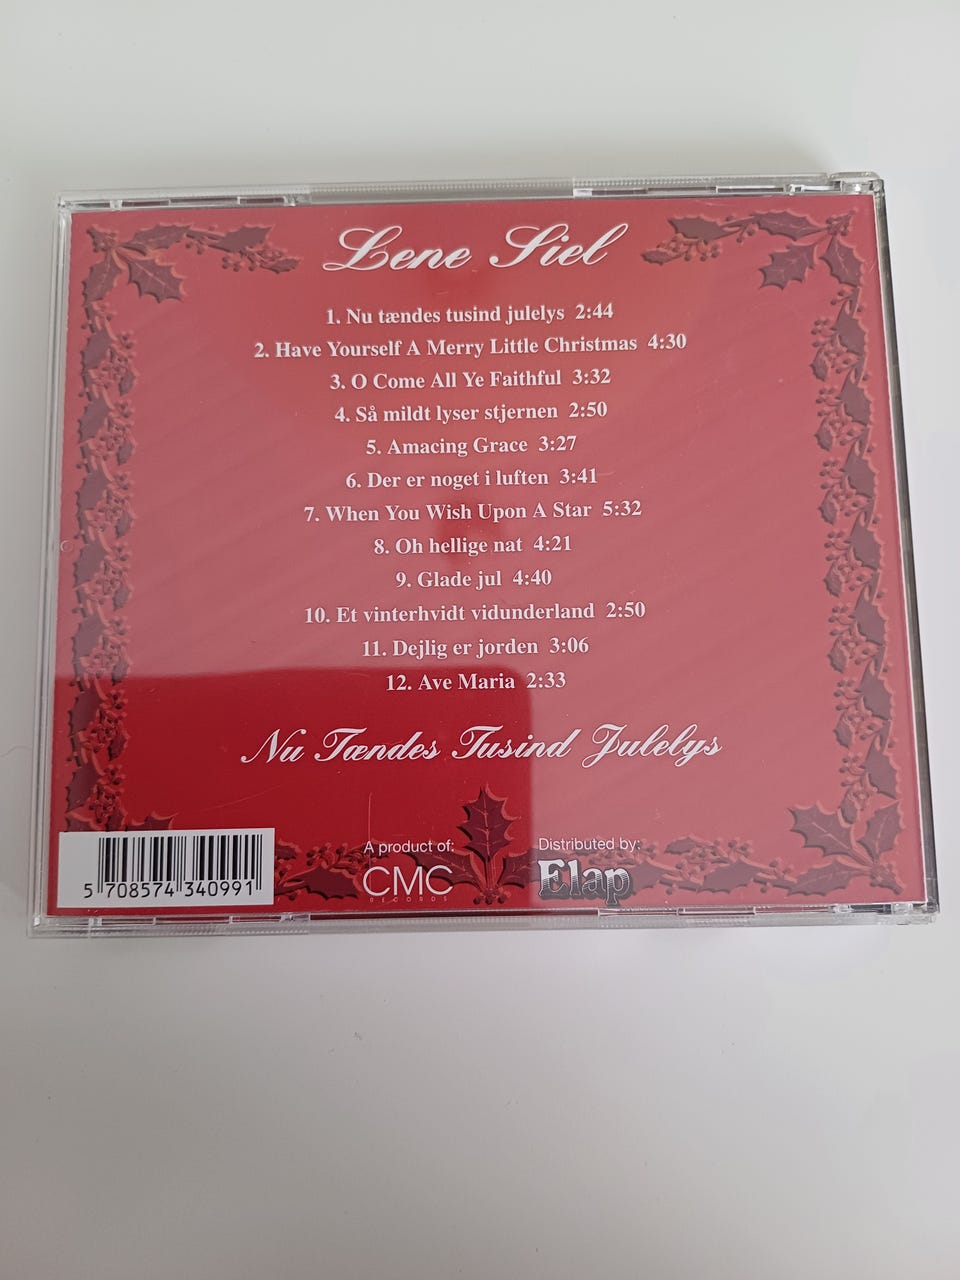 Lene Siel
1. Nu tændes tusind julelys 2:44
2. Have Yourself A Merry Little Christmas 4:30
3. O Come All Ye Faithful 3:32
4. Så mildt lyser stjernen 2:50
5. Amacing Grace 3:27
6. Der er noget i luften 3:41
7. When You Wish Upon A Star 5:32
8. Oh hellige nat 4:21
9. Glade jul 4:40
10. Et vinterhvidt vidunderland 2:50
11. Dejlig er jorden 3:06
12. Ave Maria 2:33
Nu Tændes Tusind Julelys
A product of:
CMC
RECORDS
Distributed by:
Elap
5 708574 340991